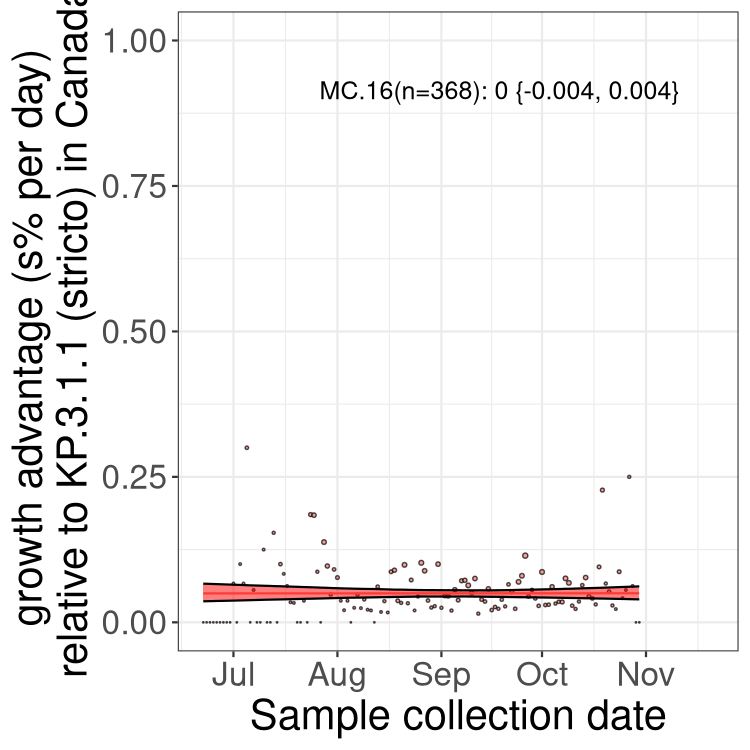 growth advantage (s% per day)
relative to KP.3.1.1 (stricto) in Canada
1.00
0.75
0.50
0.25
0.00
MC.16(n=368): 0 {-0.004, 0.004}
Jul Aug Sep Oct Nov
Sample collection date